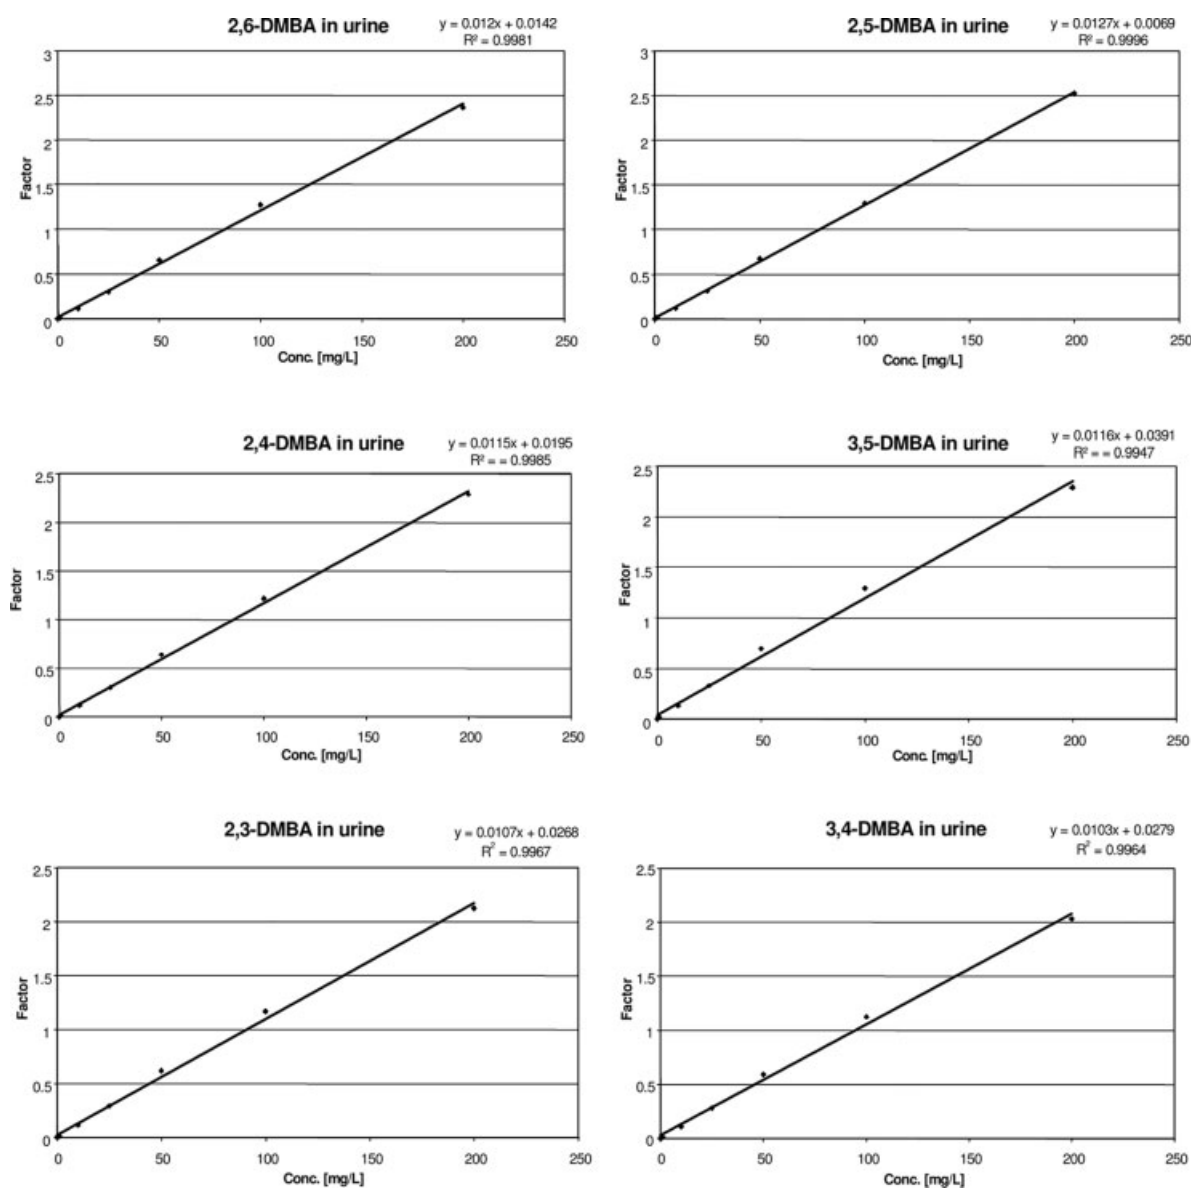 2,6-DMBA in urine
y = 0.012x + 0.0142
R² = 0.9981
3
2.5
2
1.5
1
0.5
0
Factor
0 50 100 150 200 250
Conc. [mg/L]
2,5-DMBA in urine
y = 0.0127x + 0.0069
R² = 0.9996
3
2.5
2
1.5
1
0.5
0
Factor
0 50 100 150 200 250
Conc. [mg/L]
2,4-DMBA in urine
y = 0.0115x + 0.0195
R² = = 0.9985
2.5
2
1.5
1
0.5
0
Factor
0 50 100 150 200 250
Conc. [mg/L]
3,5-DMBA in urine
y = 0.0116x + 0.0391
R² = = 0.9947
2.5
2
1.5
1
0.5
0
Factor
0 50 100 150 200 250
Conc. [mg/L]
2,3-DMBA in urine
y = 0.0107x + 0.0268
R² = 0.9967
2.5
2
1.5
1
0.5
0
Factor
0 50 100 150 200 250
Conc. [mg/L]
3,4-DMBA in urine
y = 0.0103x + 0.0279
R² = 0.9964
2.5
2
1.5
1
0.5
0
Factor
0 50 100 150 200 250
Conc. [mg/L]